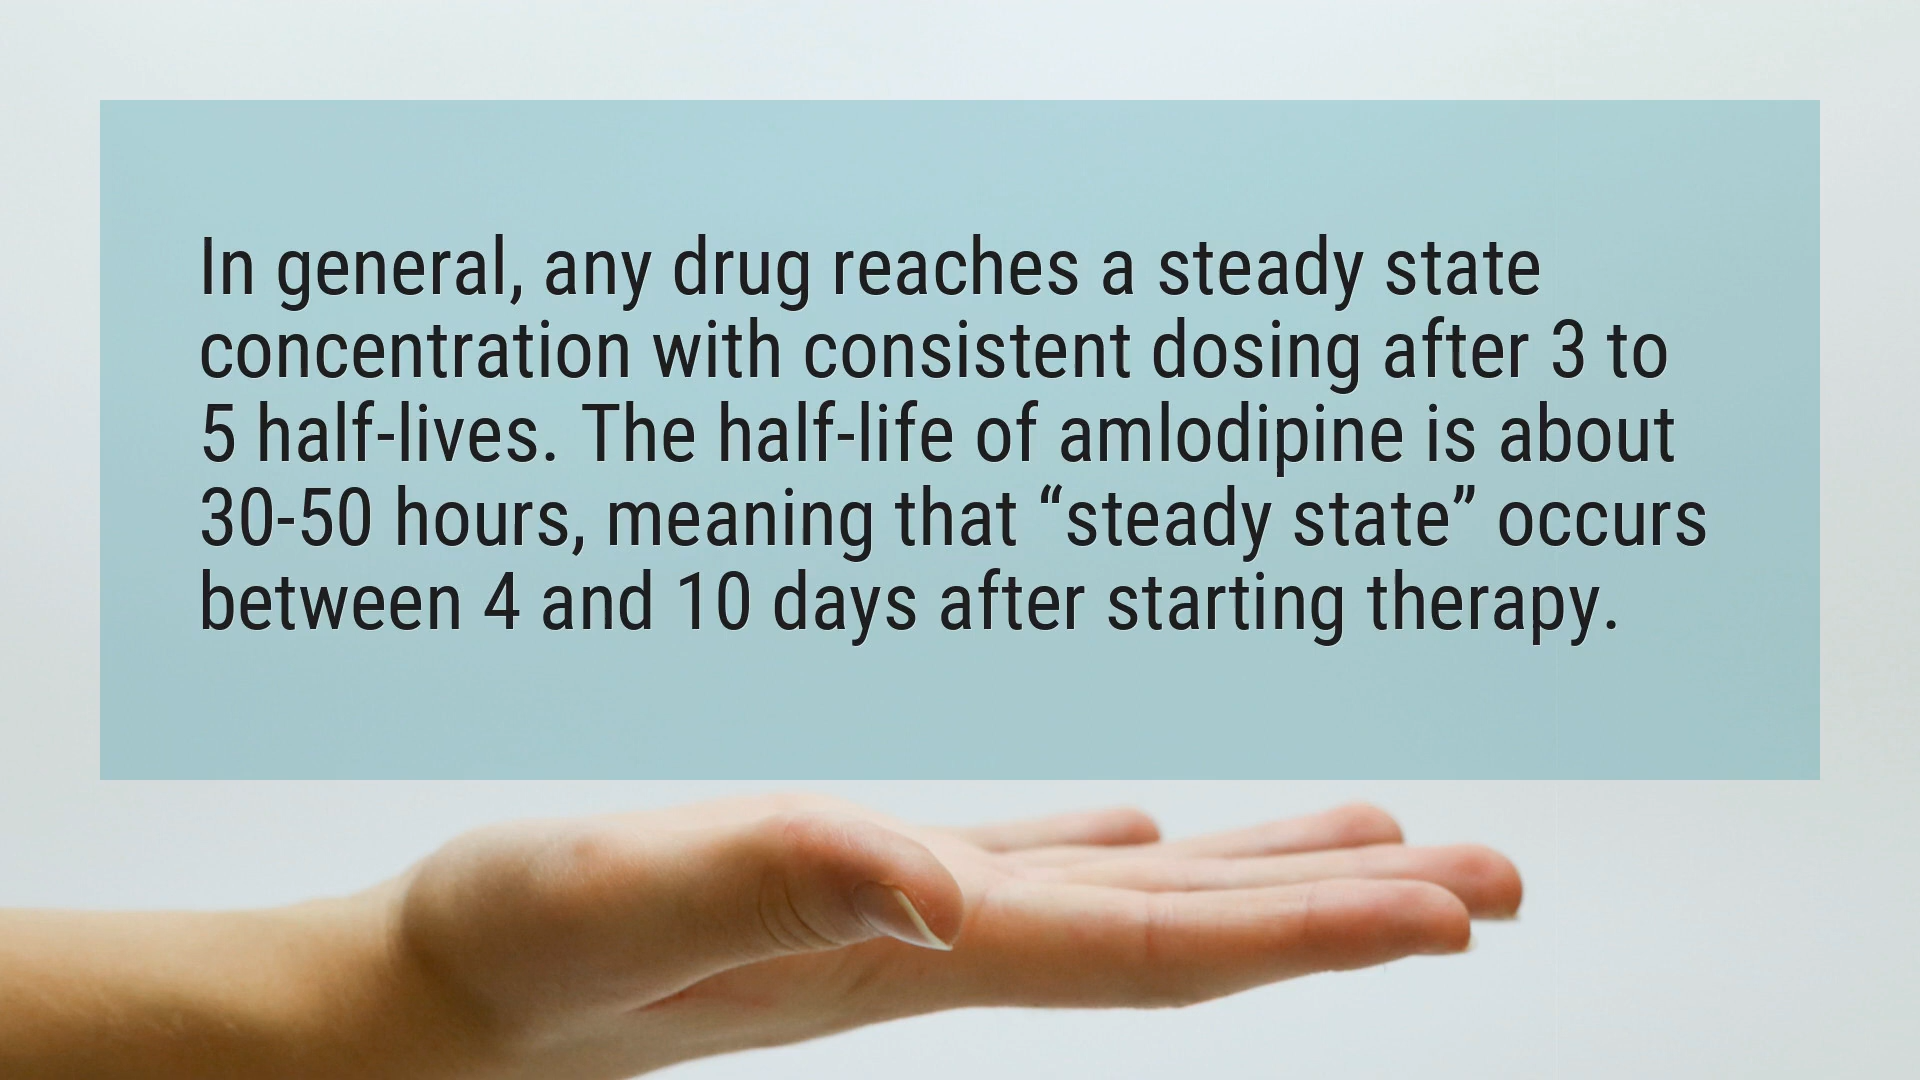 In general, any drug reaches a steady state
concentration with consistent dosing after 3 to
5 half-lives. The half-life of amlodipine is about
30-50 hours, meaning that “steady state” occurs
between 4 and 10 days after starting therapy.